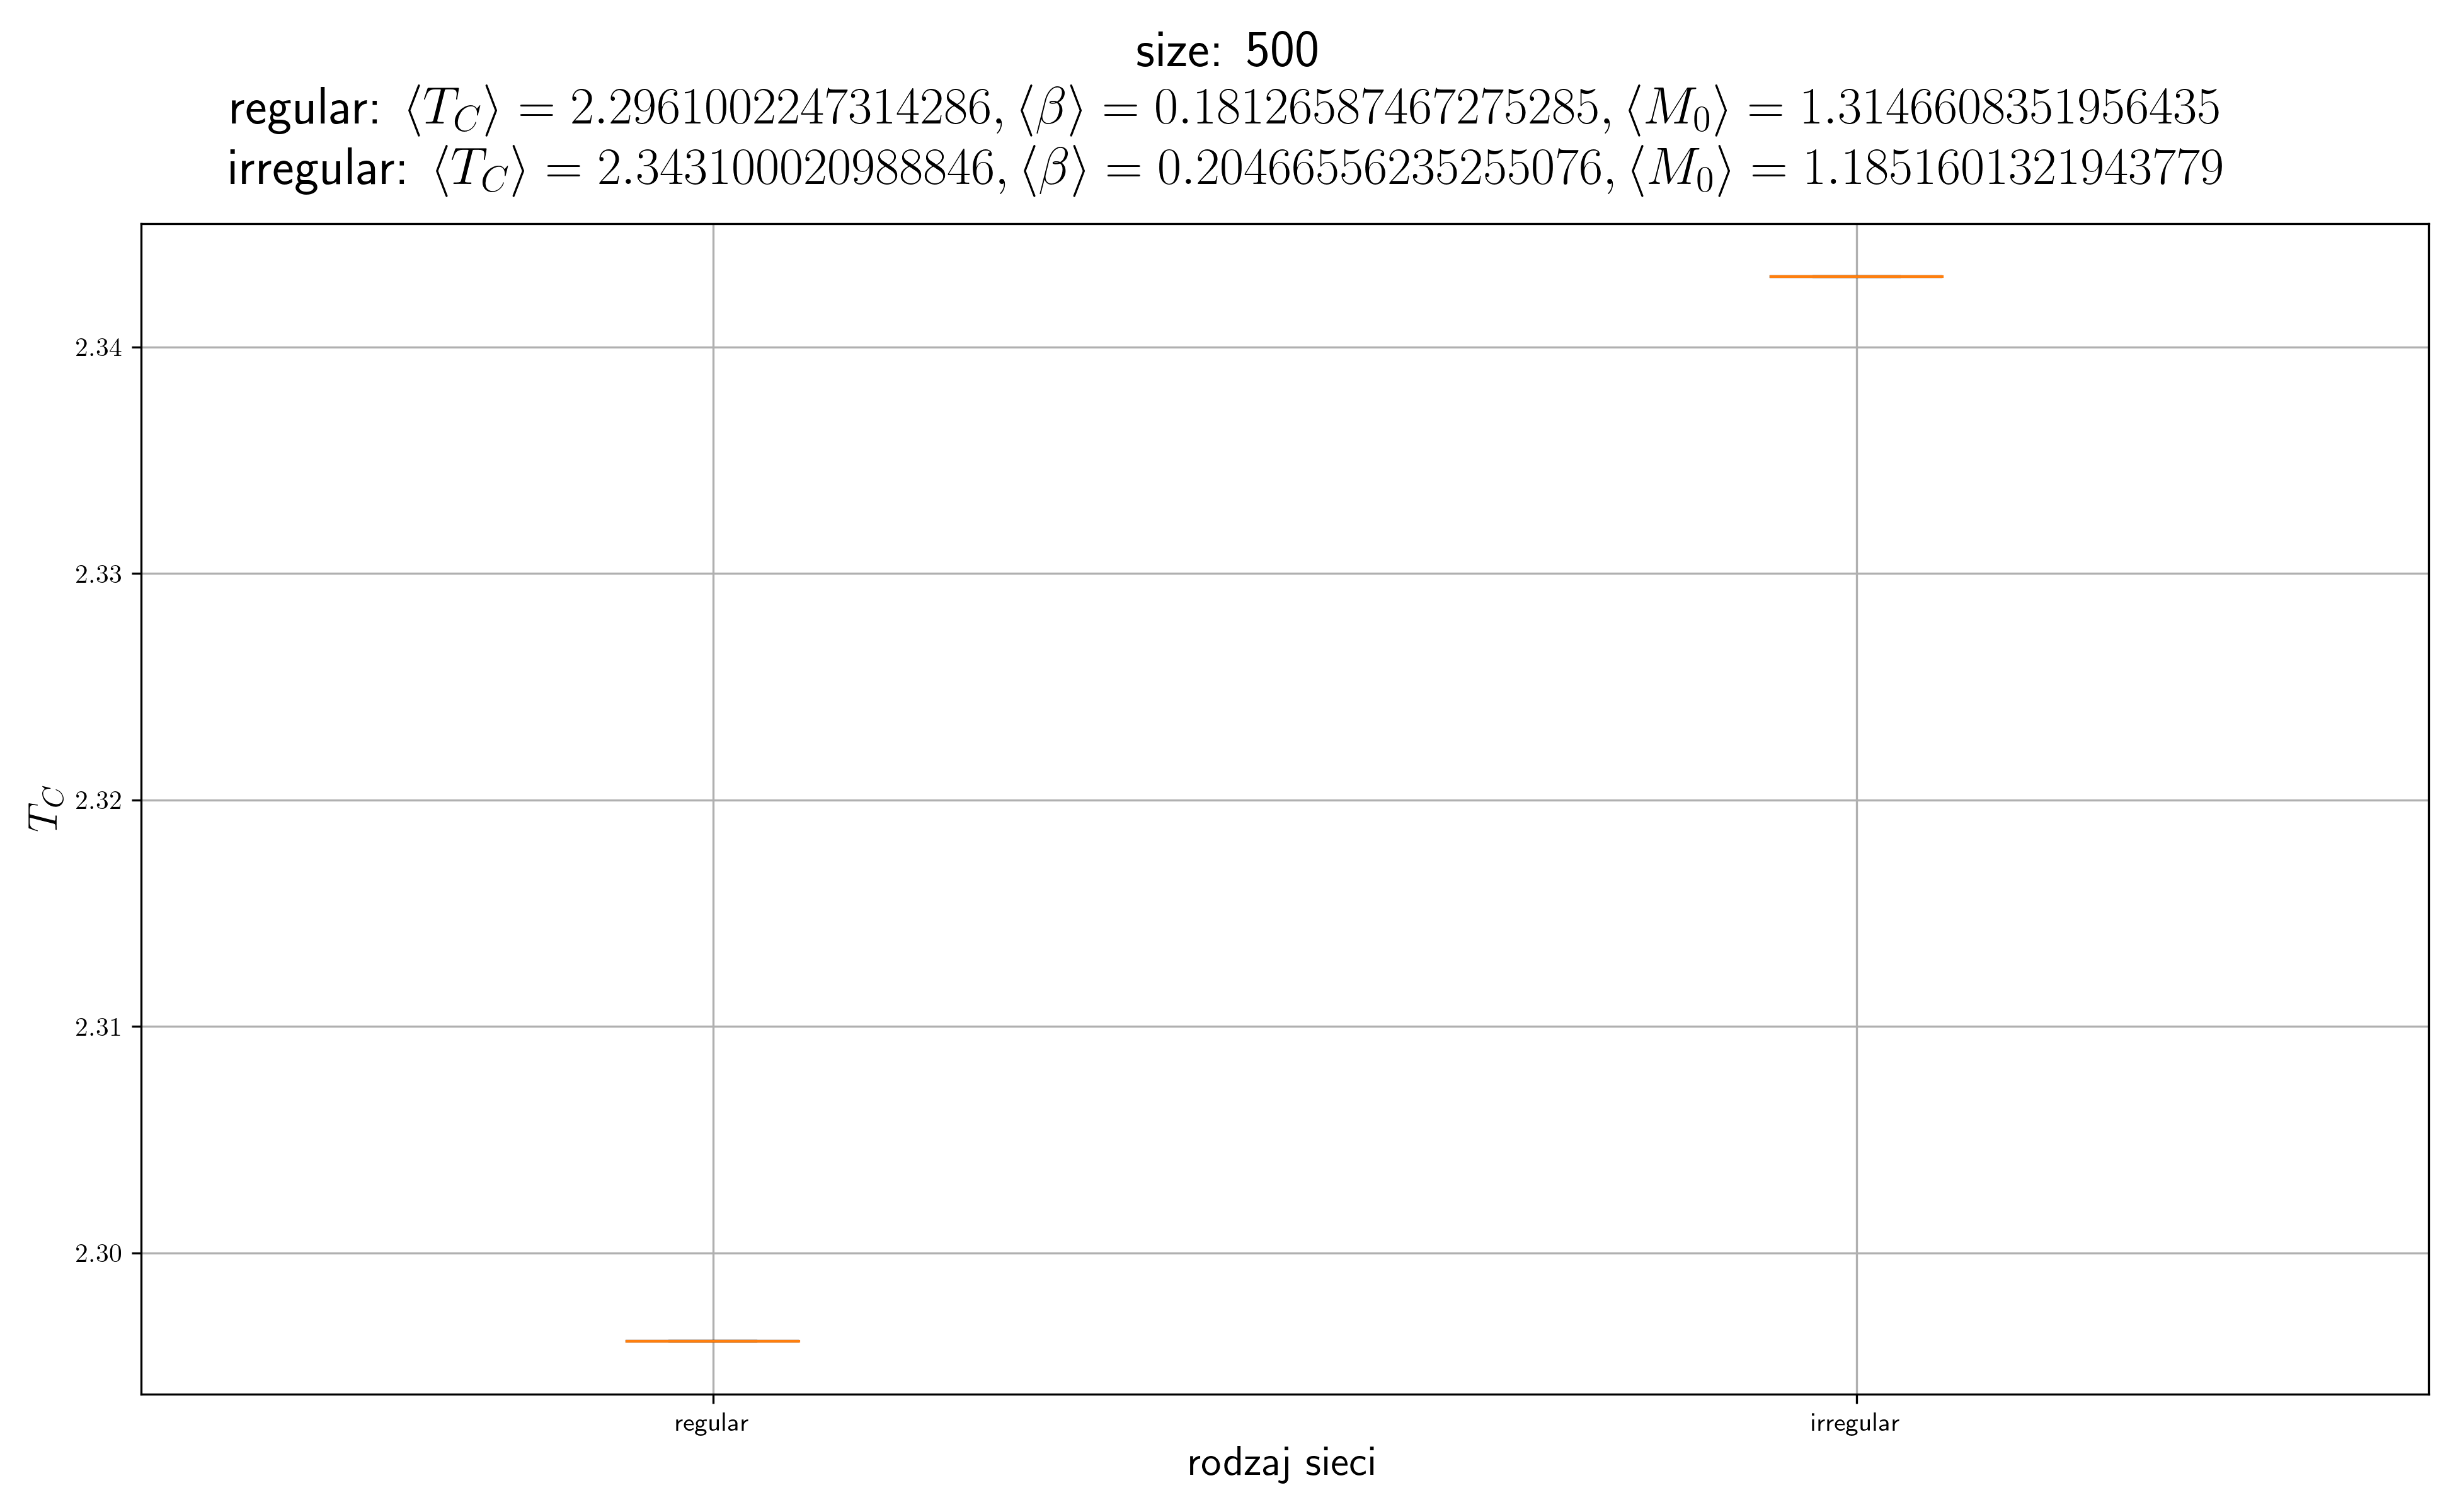 size: 500
regular: ⟨T_C⟩ = 2.2961002247314286, ⟨β⟩ = 0.18126587467275285, ⟨M_0⟩ = 1.3146608351956435
irregular: ⟨T_C⟩ = 2.343100020988846, ⟨β⟩ = 0.20466556235255076, ⟨M_0⟩ = 1.1851601321943779
2.34
2.33
2.32
2.31
2.30
T_C
regular
irregular
rodzaj sieci